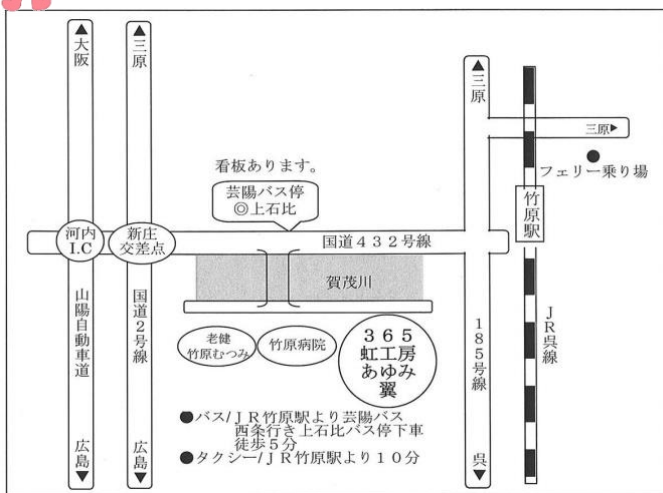 ▲大阪
▲三原
▲三原
三原▶
看板あります。
芸陽バス停
◎上石比
フェリー乗り場
河内
I.C
新庄
交差点
国道432号線
竹原駅
賀茂川
山陽自動車道
国道2号線
185号線
JR呉線
老健
竹原むつみ
竹原病院
365
虹工房
あゆみ
翼
●バス/JR竹原駅より芸陽バス
西条行き上石比バス停下車
徒歩5分
●タクシー/JR竹原駅より10分
広島▼
広島▼
呉▼